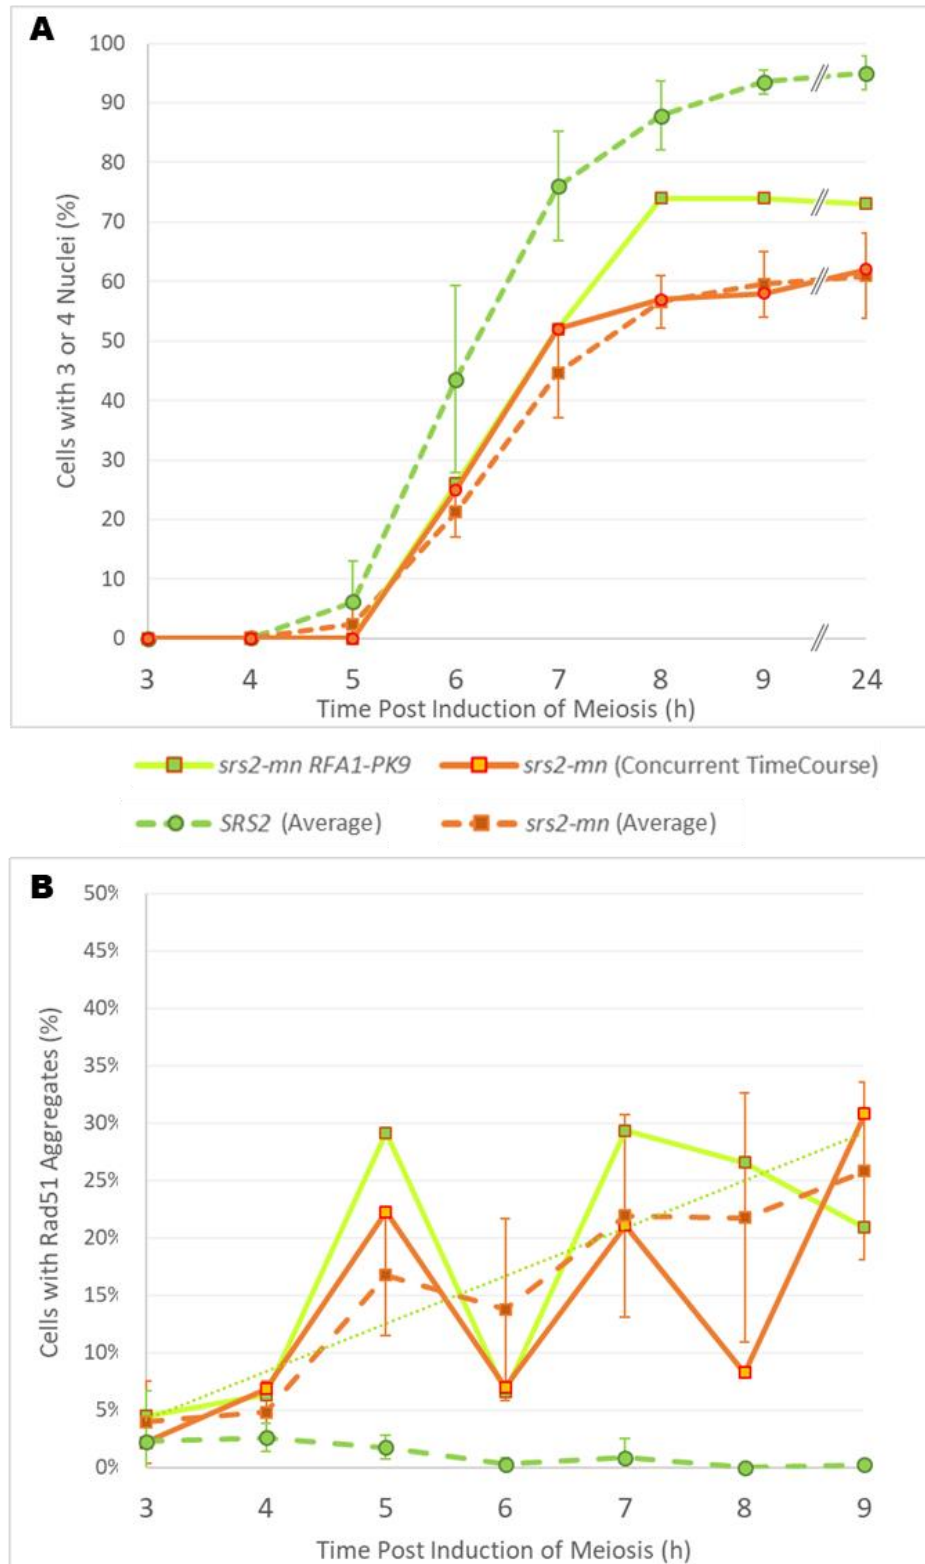 A
100
90
80
70
60
50
40
30
20
10
0
Cells with 3 or 4 Nuclei (%)
3 4 5 6 7 8 9 24
Time Post Induction of Meiosis (h)
srs2-mn RFA1-PK9 srs2-mn (Concurrent TimeCourse)
SRS2 (Average) srs2-mn (Average)
B
50%
45%
40%
35%
30%
25%
20%
15%
10%
5%
0%
Cells with Rad51 Aggregates (%)
3 4 5 6 7 8 9
Time Post Induction of Meiosis (h)